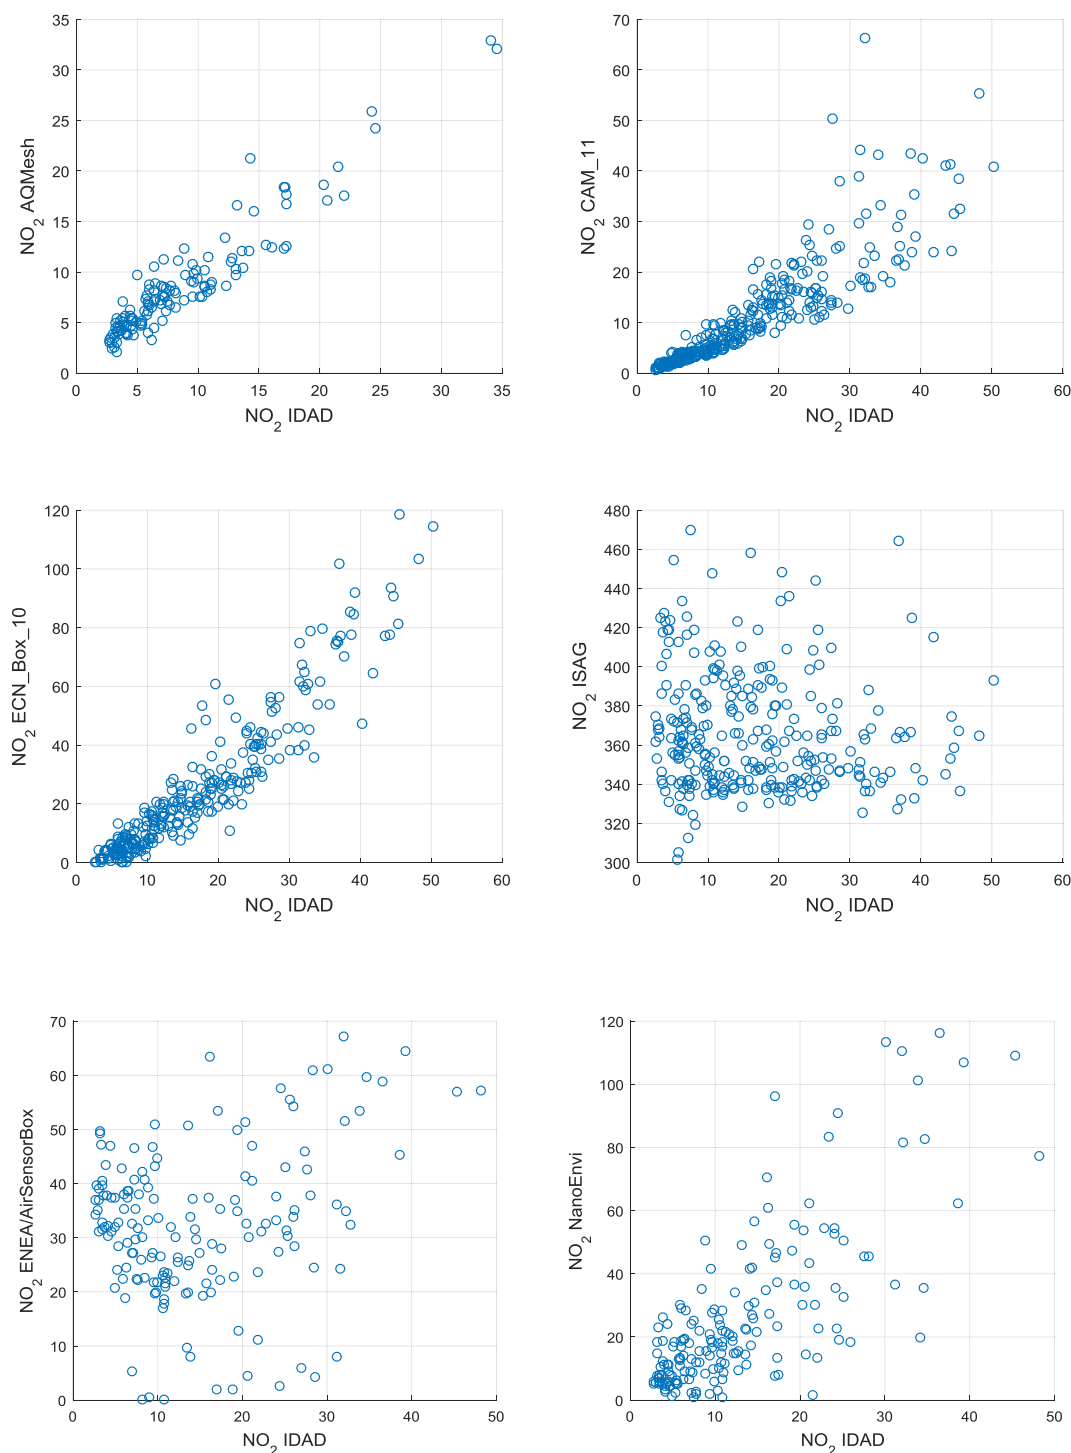 35
30
25
20
15
10
5
0
NO2 AQMesh
0 5 10 15 20 25 30 35
NO2 IDAD
70
60
50
40
30
20
10
0
NO2 CAM_11
0 10 20 30 40 50 60
NO2 IDAD
120
100
80
60
40
20
0
NO2 ECN_Box_10
0 10 20 30 40 50 60
NO2 IDAD
480
460
440
420
400
380
360
340
320
300
NO2 ISAG
0 10 20 30 40 50 60
NO2 IDAD
70
60
50
40
30
20
10
0
NO2 ENEA/AirSensorBox
0 10 20 30 40 50
NO2 IDAD
120
100
80
60
40
20
0
NO2 NanoEnvi
0 10 20 30 40 50
NO2 IDAD